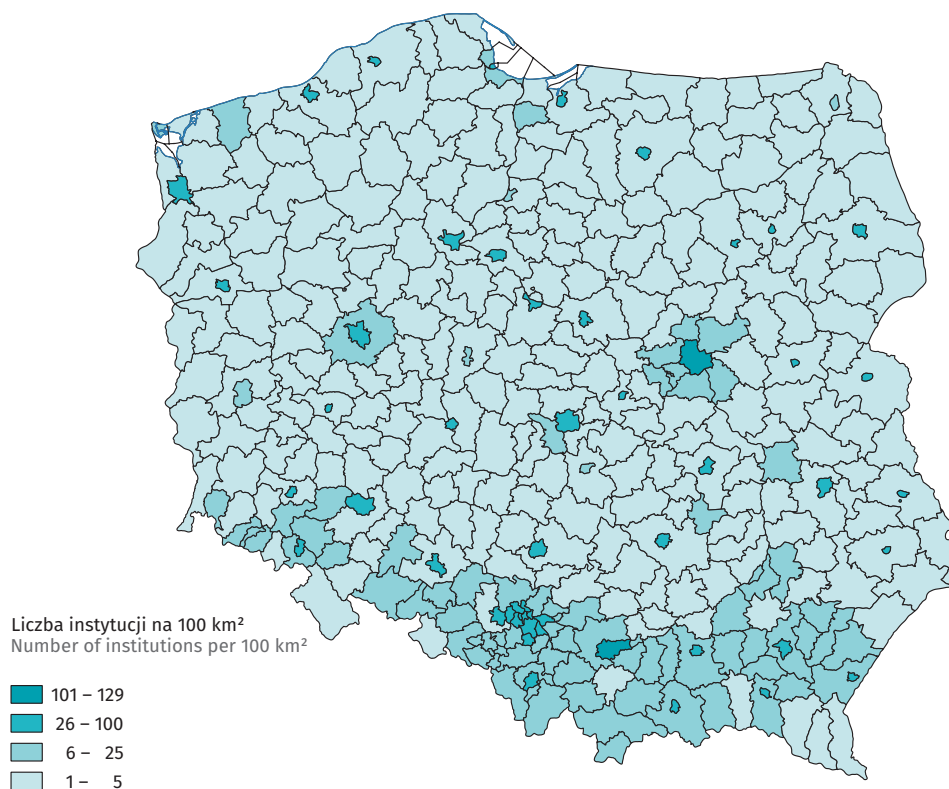 Liczba instytucji na 100 km²
Number of institutions per 100 km²
101 – 129
26 – 100
6 – 25
1 – 5